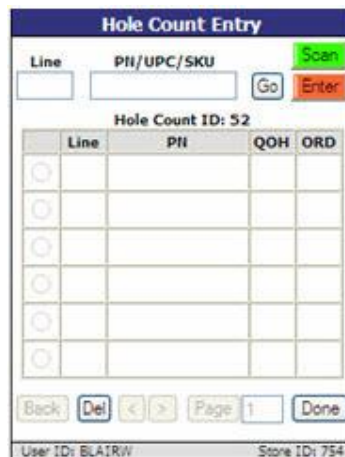 Hole Count Entry
Line PN/UPC/SKU Scan
Go Enter
Hole Count ID: 52
Line PN QOH ORD
Back Del < > Page 1 Done
User ID: BLAIRW Store ID: 754